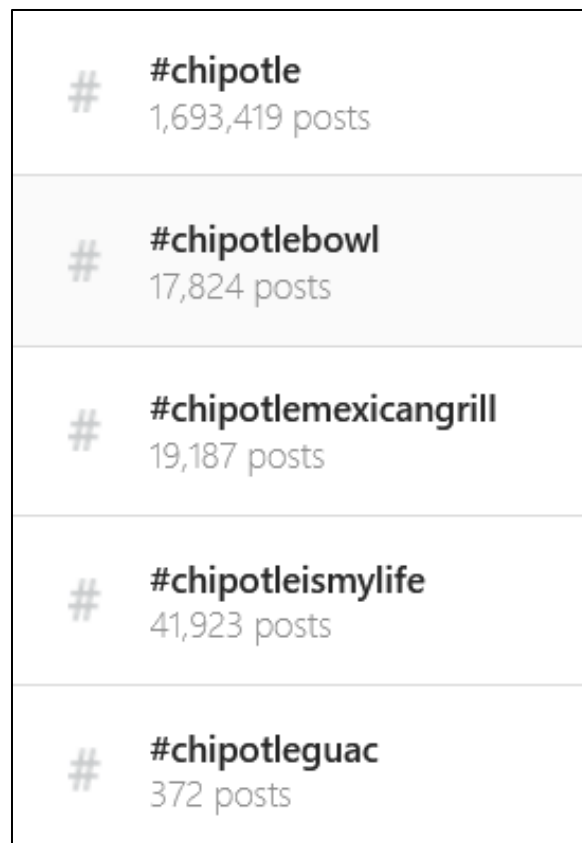 #chipotle
1,693,419 posts
#chipotlebowl
17,824 posts
#chipotlemexicangrill
19,187 posts
#chipotleismylife
41,923 posts
#chipotleguac
372 posts